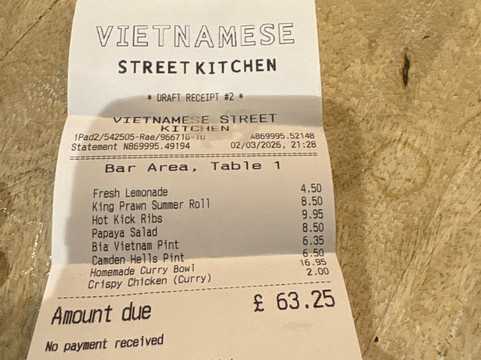 VIETNAMESE
STREET KITCHEN
* DRAFT RECEIPT #2 *
VIETNAMESE STREET
KITCHEN
A869995.52148
Statement N869995.49194 02/03/2026, 21:28
Bar Area, Table 1
Fresh Lemonade 4.50
King Prawn Summer Roll 8.50
Hot Kick Ribs 9.95
Papaya Salad 8.50
Bia Vietnam Pint 6.35
Camden Hells Pint 6.50
Homemade Curry Bowl 16.95
Crispy Chicken (Curry) 2.00
Amount due £ 63.25
No payment received